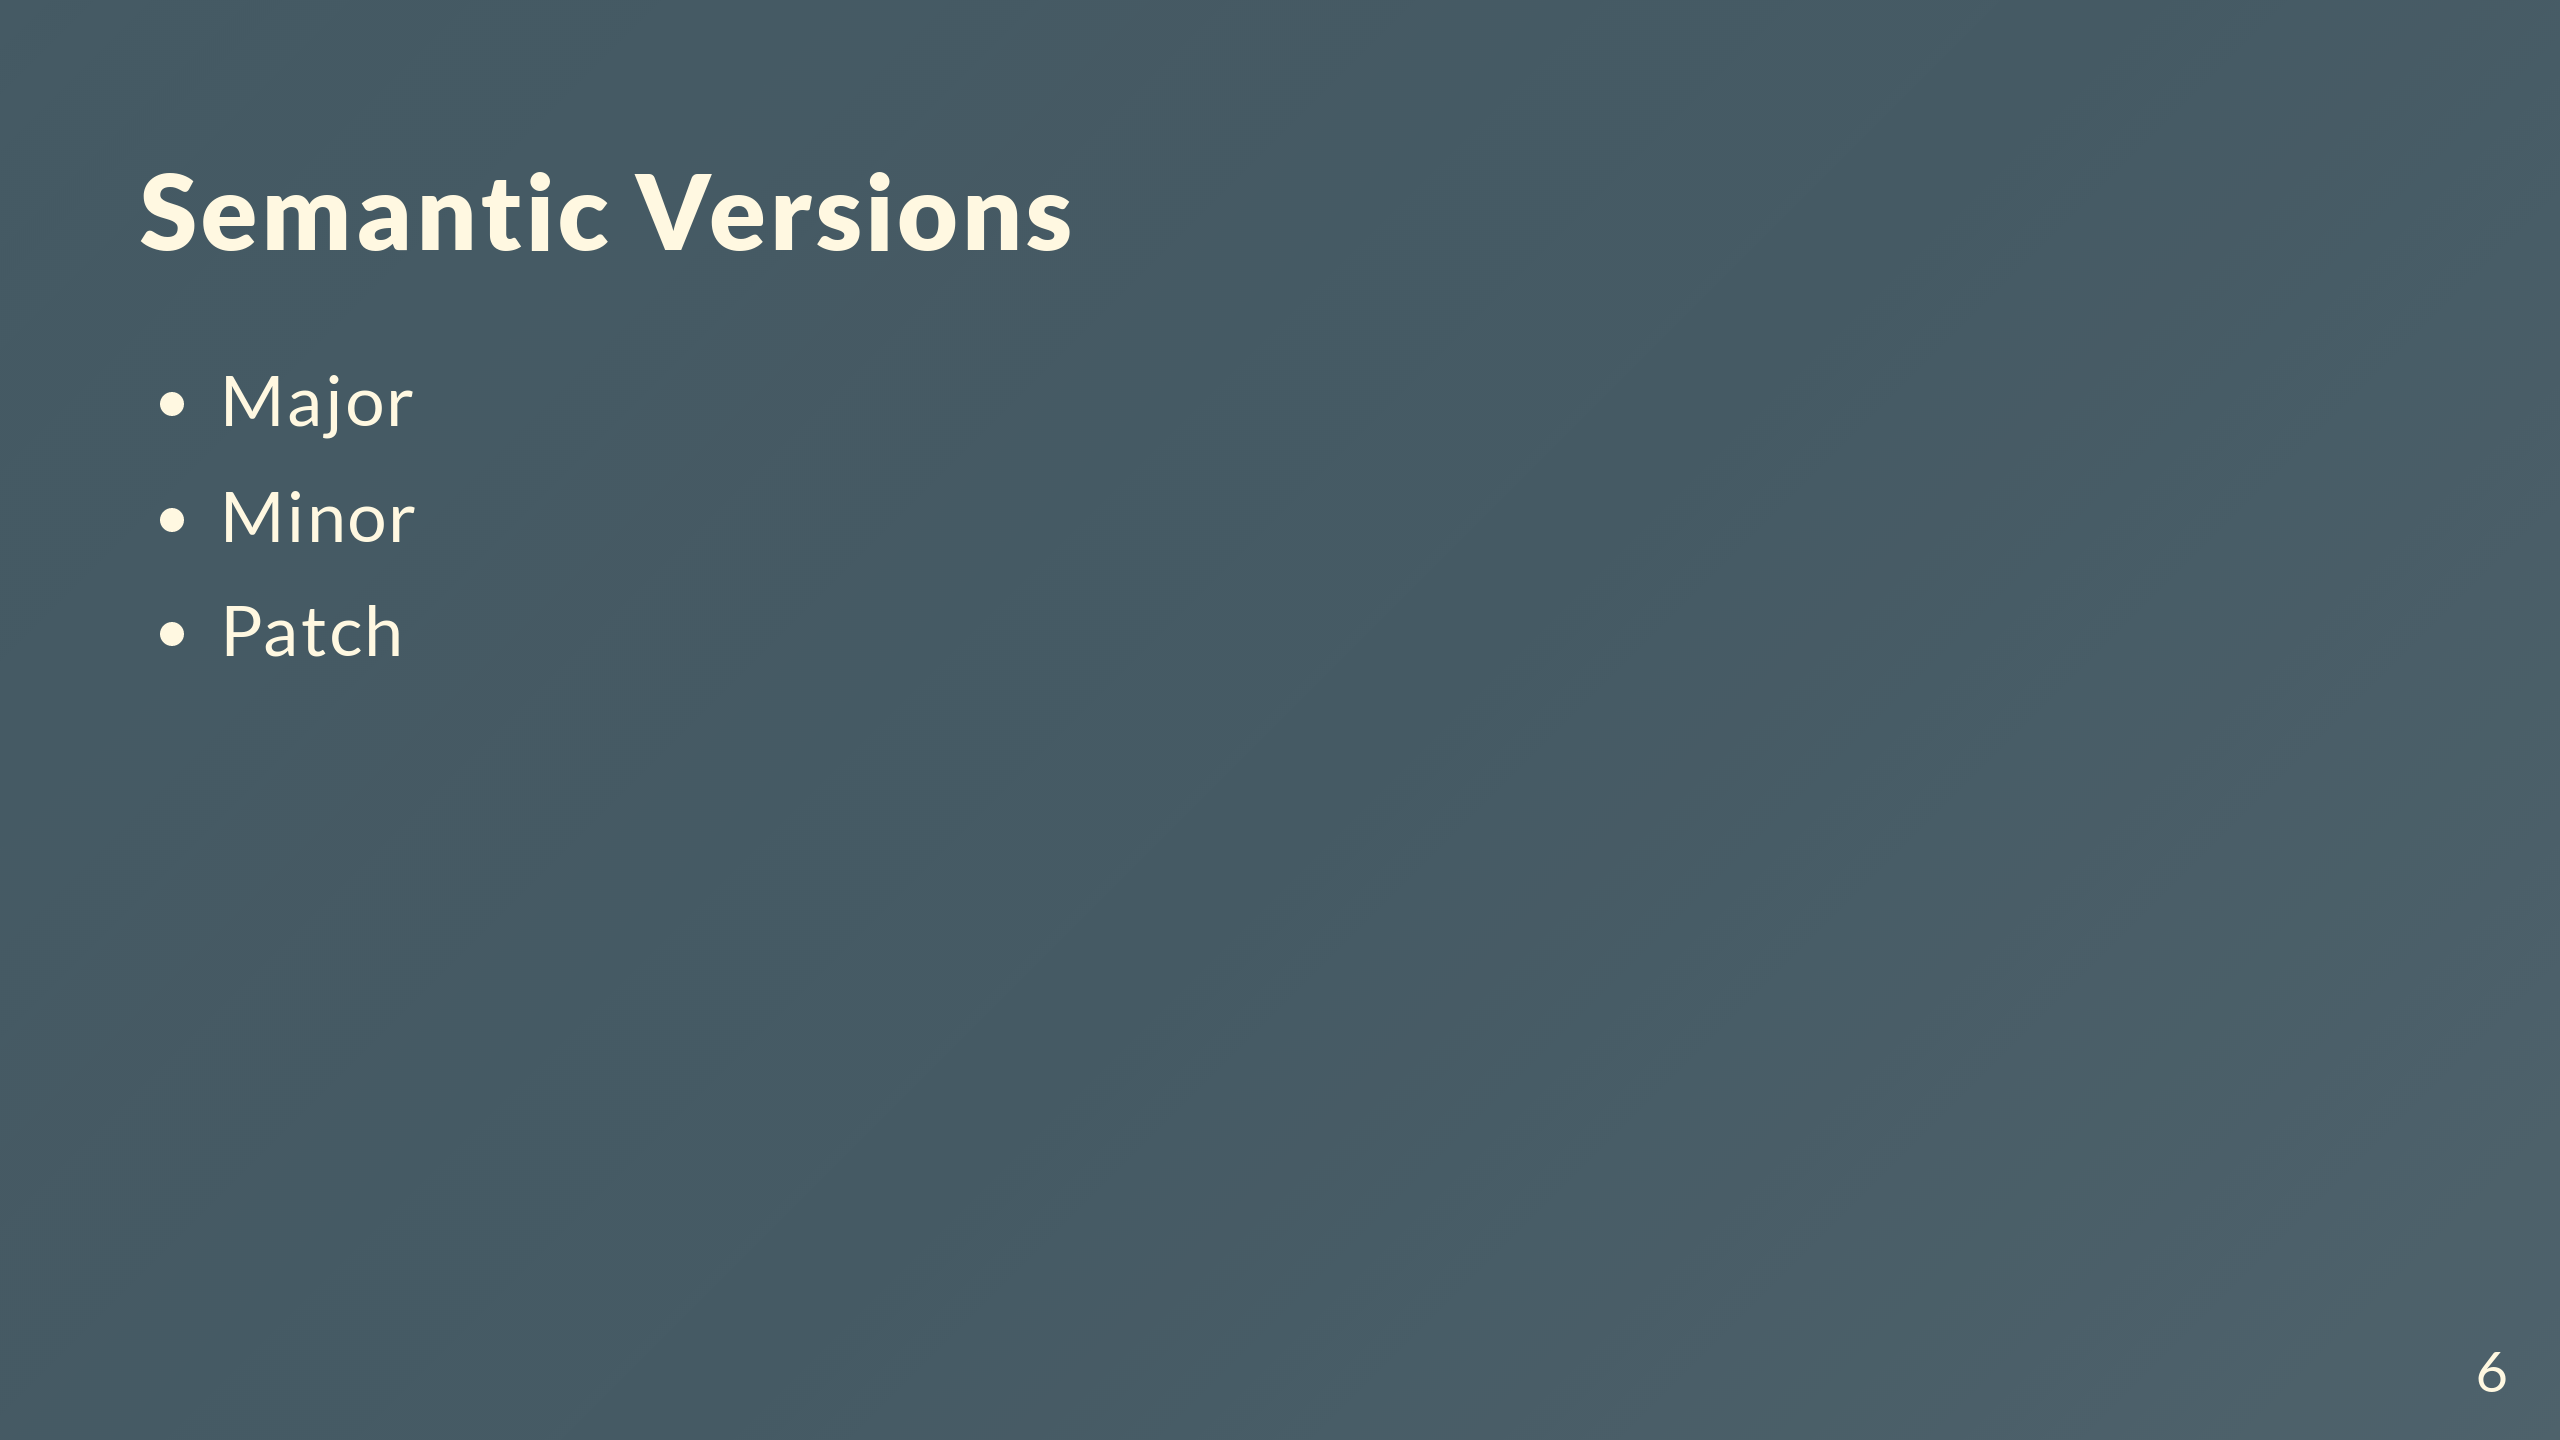 Semantic Versions
• Major
• Minor
• Patch
6